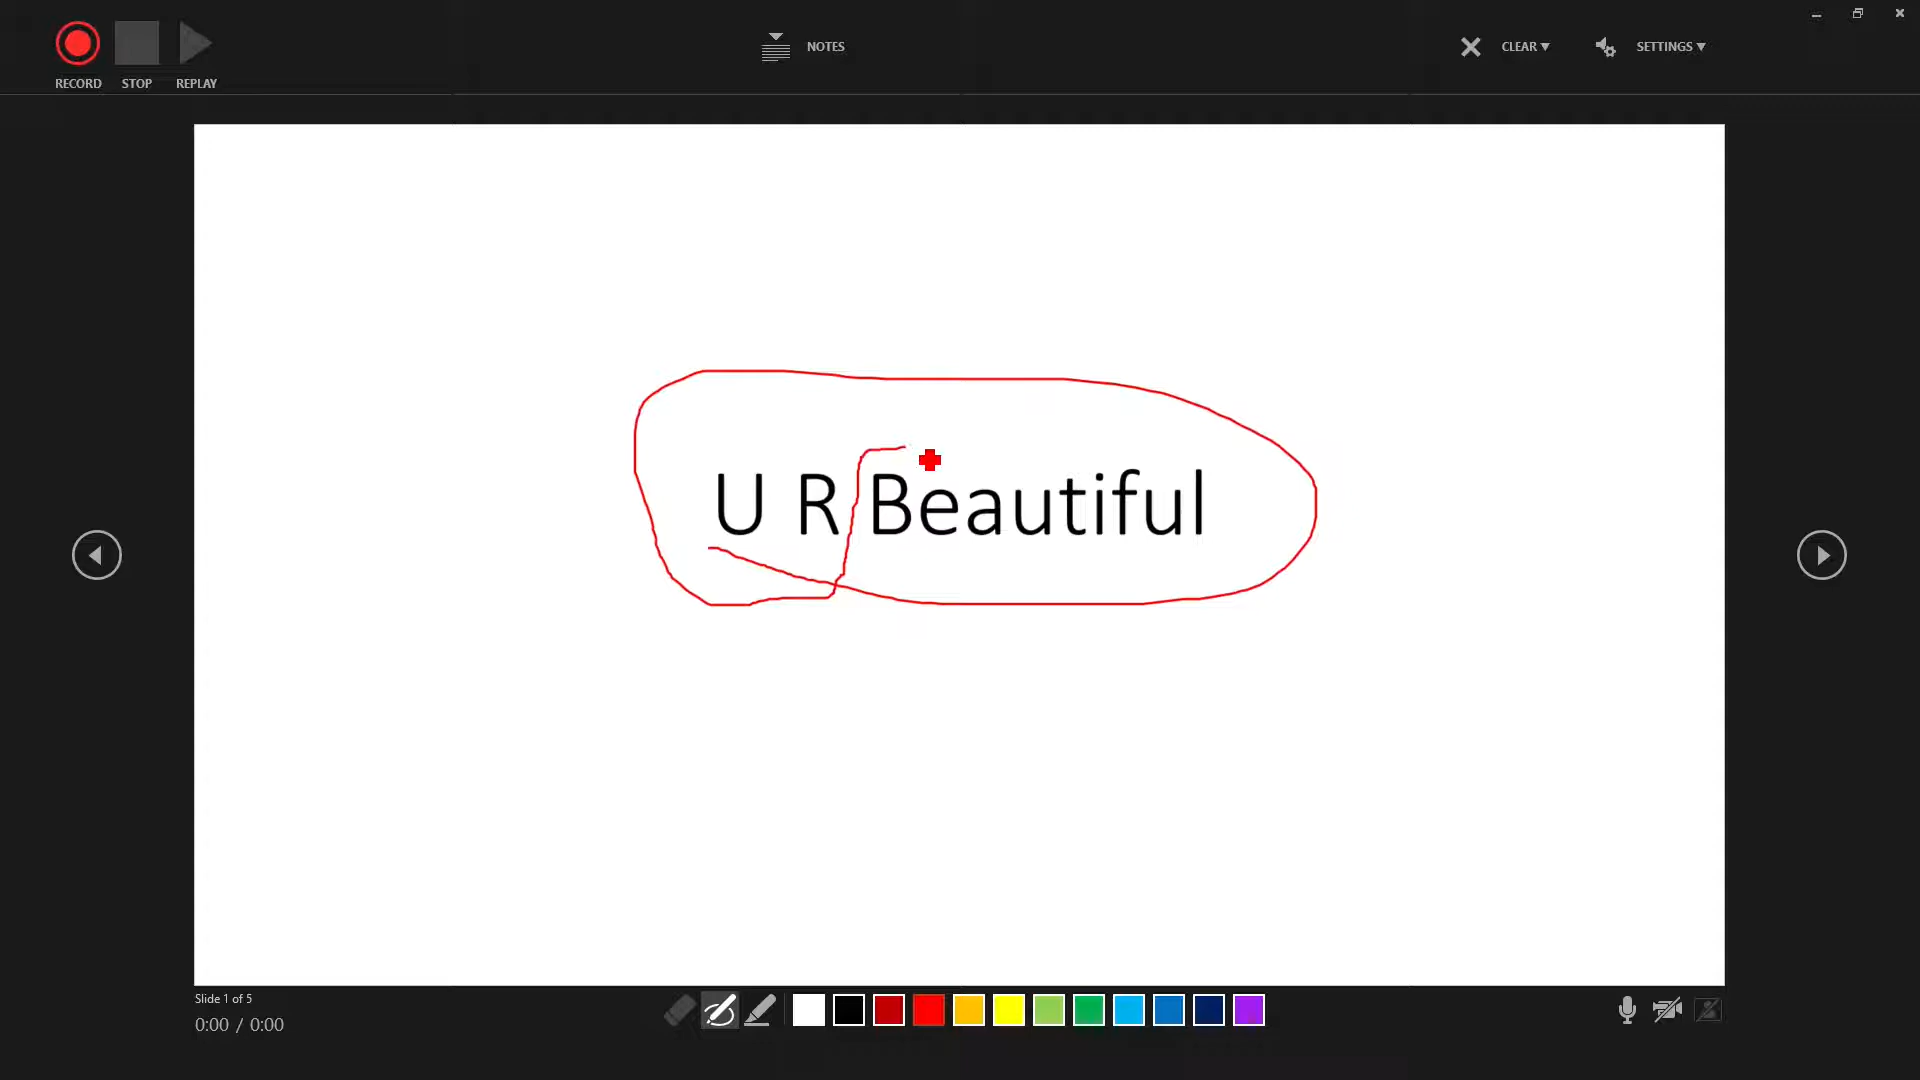 RECORD STOP REPLAY NOTES CLEAR SETTINGS
U R Beautiful
Slide 1 of 5
0:00 / 0:00